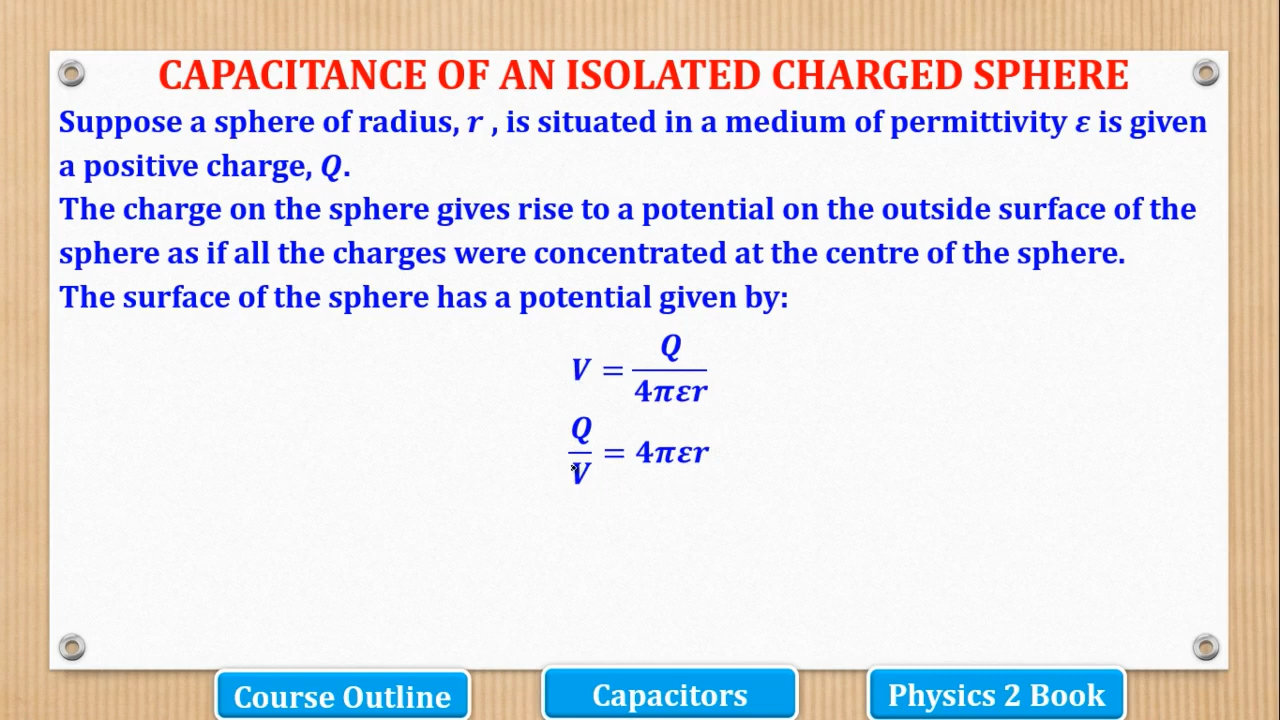 CAPACITANCE OF AN ISOLATED CHARGED SPHERE
Suppose a sphere of radius, r , is situated in a medium of permittivity ε is given
a positive charge, Q.
The charge on the sphere gives rise to a potential on the outside surface of the
sphere as if all the charges were concentrated at the centre of the sphere.
The surface of the sphere has a potential given by:
V = Q/4πεr
Q/V = 4πεr
Course Outline
Capacitors
Physics 2 Book